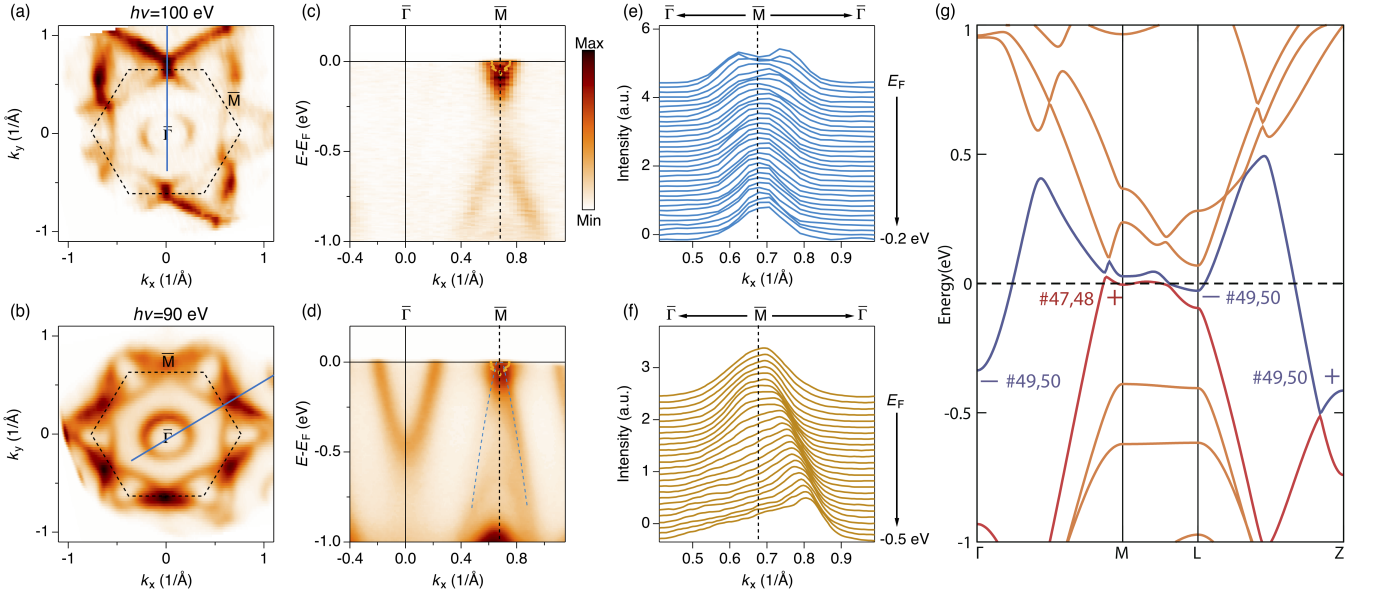 (a)
hν=100 eV
1
0
-1
k_y (1/Å)
Γ̅
M̅
-1
0
1
k_x (1/Å)
(b)
hν=90 eV
1
0
-1
k_y (1/Å)
M̅
Γ̅
-1
0
1
k_x (1/Å)
(c)
Γ̅
M̅
0.0
-0.5
-1.0
E-E_F (eV)
-0.4
0.0
0.4
0.8
k_x (1/Å)
Max
Min
(d)
Γ̅
M̅
0.0
-0.5
-1.0
E-E_F (eV)
-0.4
0.0
0.4
0.8
k_x (1/Å)
(e)
Γ̅
M̅
Γ̅
6
4
2
0
Intensity (a.u.)
E_F
-0.2 eV
0.5
0.6
0.7
0.8
0.9
k_x (1/Å)
(f)
Γ̅
M̅
Γ̅
3
2
1
0
Intensity (a.u.)
E_F
-0.5 eV
0.5
0.6
0.7
0.8
0.9
k_x (1/Å)
(g)
1
0.5
0
-0.5
-1
Energy(eV)
#47,48 +
— #49,50
— #49,50
#49,50 +
Γ
M
L
Z